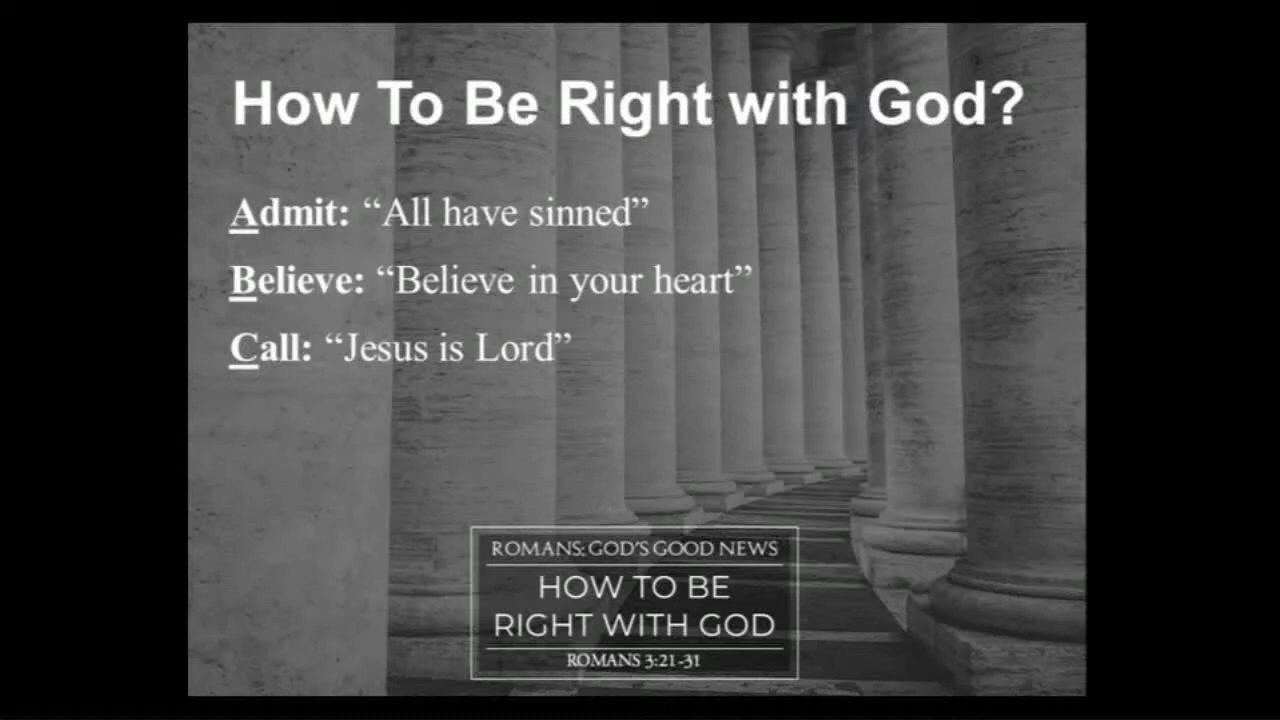 How To Be Right with God?
Admit: “All have sinned”
Believe: “Believe in your heart”
Call: “Jesus is Lord”
ROMANS: GOD'S GOOD NEWS
HOW TO BE
RIGHT WITH GOD
ROMANS 3:21-31